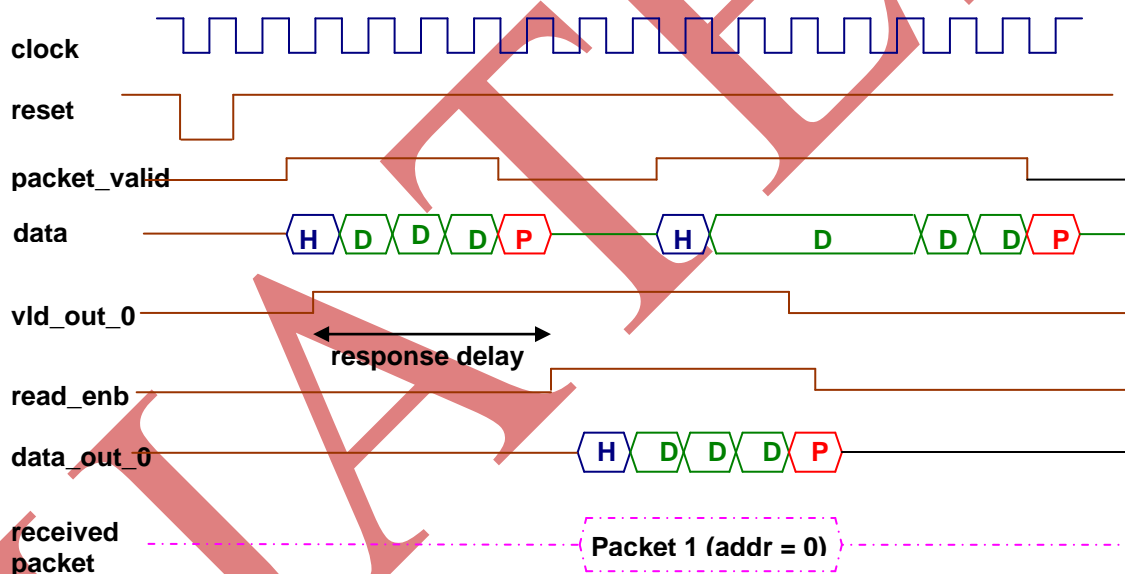 clock
reset
packet_valid
data H D D D P H D D D P
vld_out_0
response delay
read_enb
data_out_0 H D D D P
received
packet
Packet 1 (addr = 0)